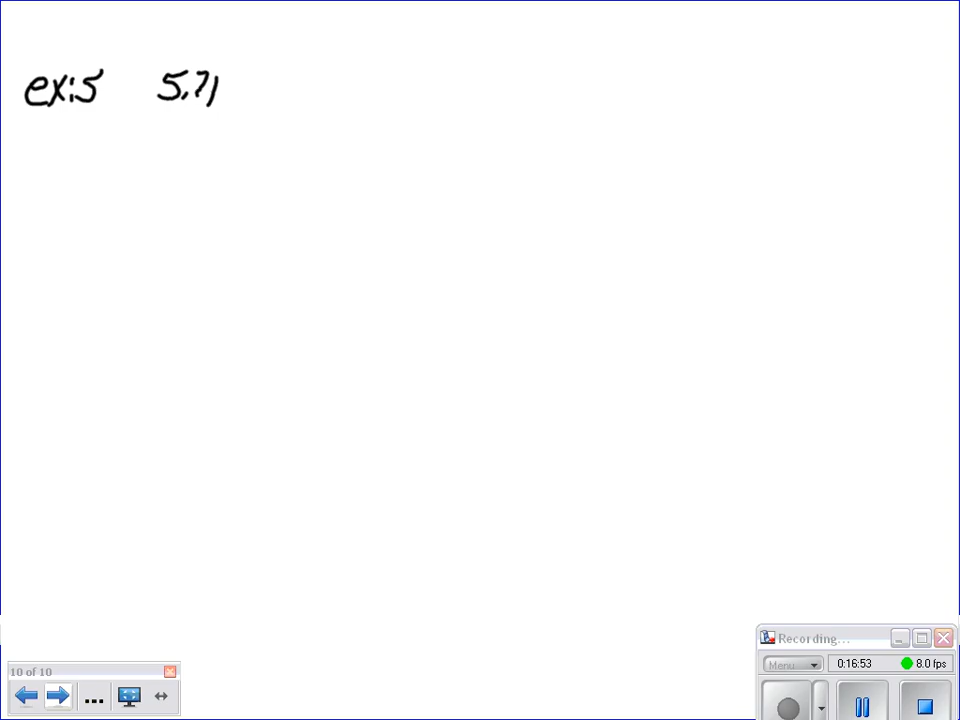 ex:5 5.71
10 of 10
...
Recording...
Menu
0:16:53
8.0 fps